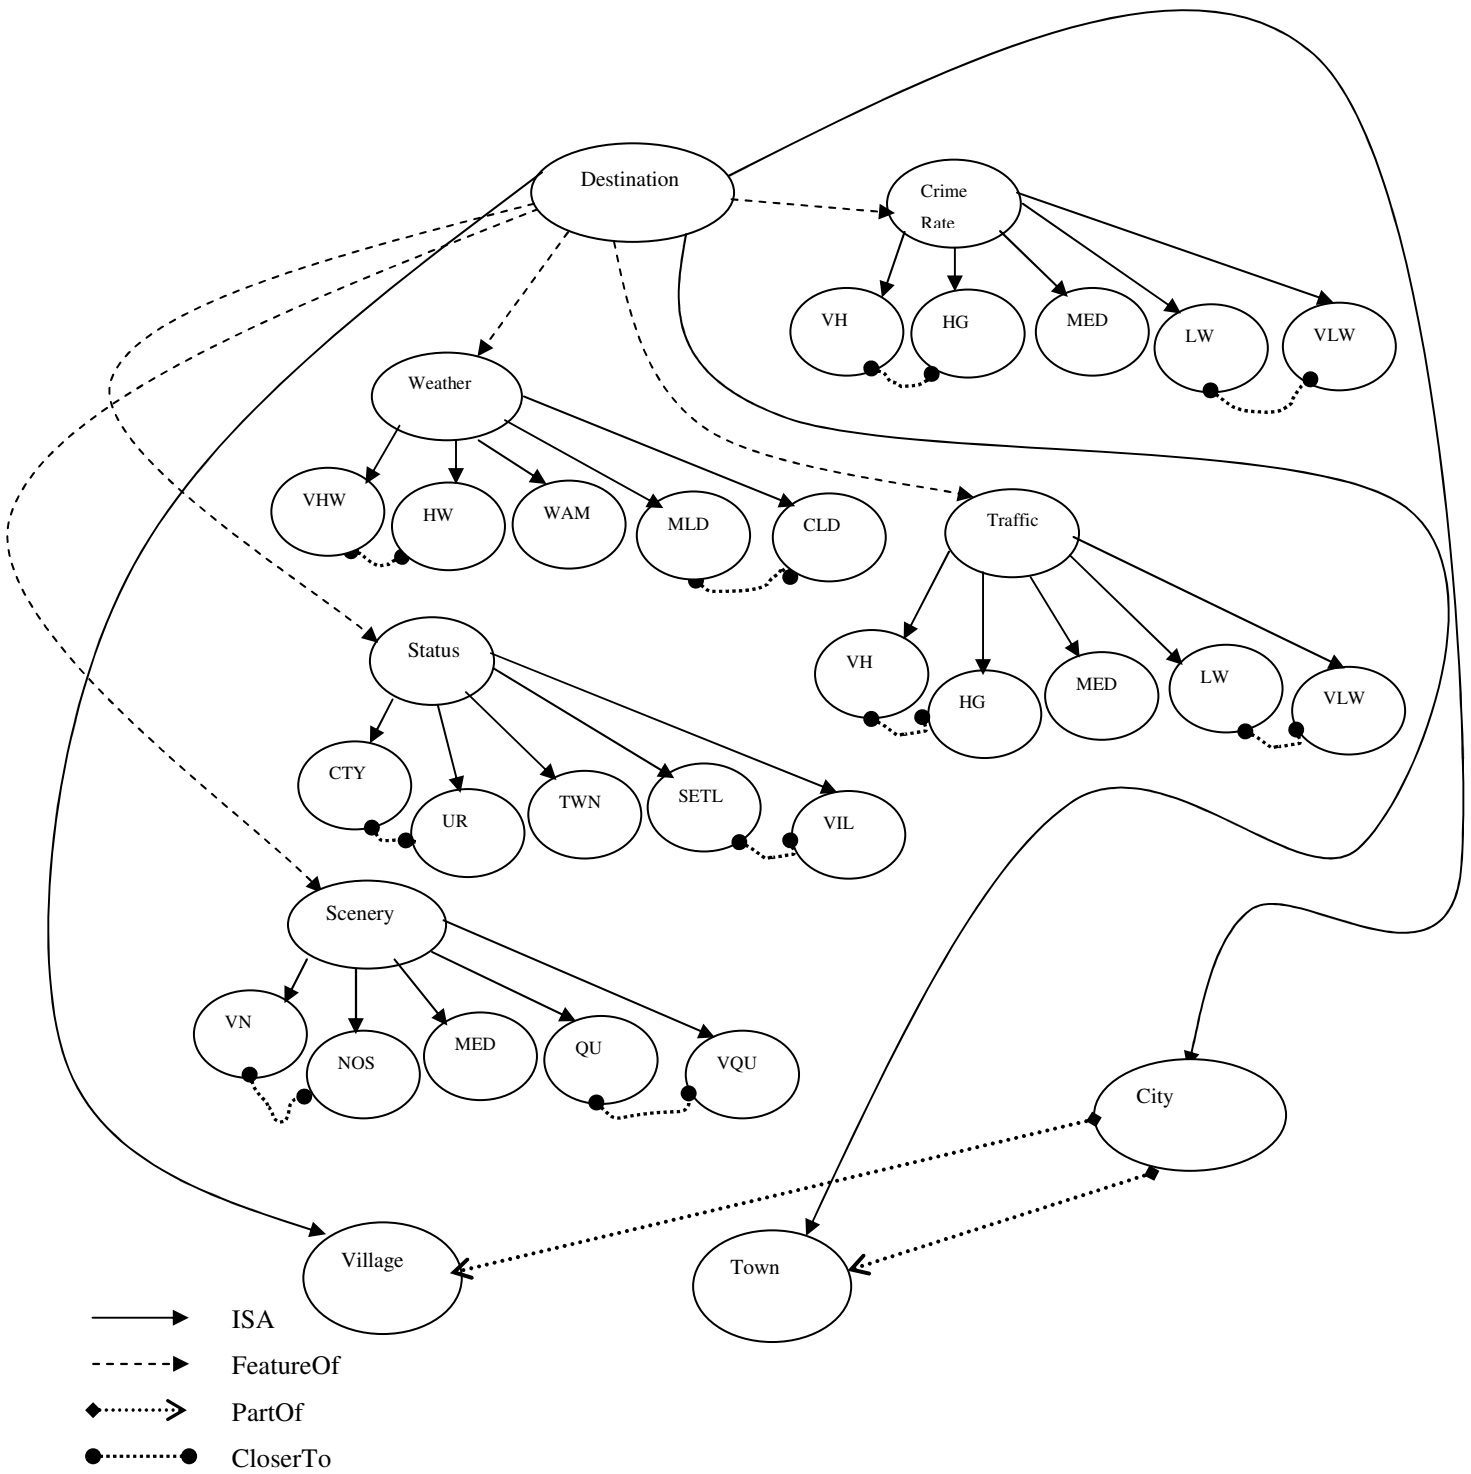 Destination
Crime
Rate
VH
HG
MED
LW
VLW
Weather
VHW
HW
WAM
MLD
CLD
Traffic
VH
HG
MED
LW
VLW
Status
CTY
UR
TWN
SETL
VIL
Scenery
VN
NOS
MED
QU
VQU
City
Village
Town
ISA
FeatureOf
PartOf
CloserTo